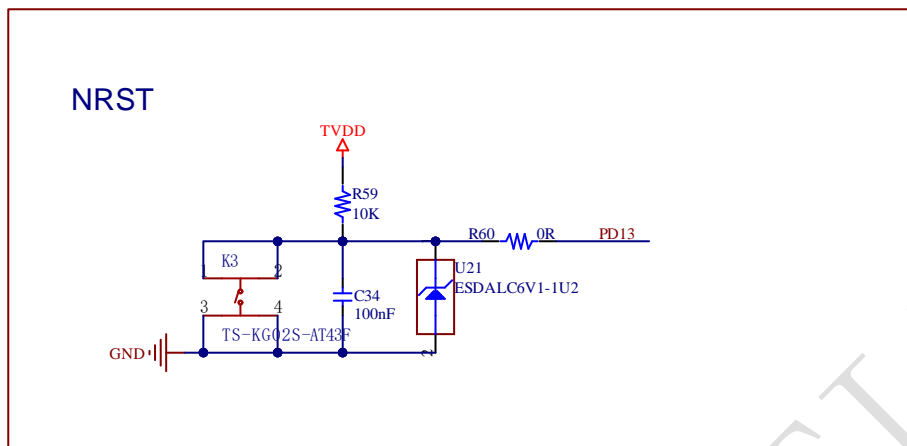 NRST
TVDD
R59
10K
R60
0R
PD13
K3
1
2
U21
ESDALC6V1-1U2
3
4
C34
100nF
TS-KG02S-AT43F
GND
2